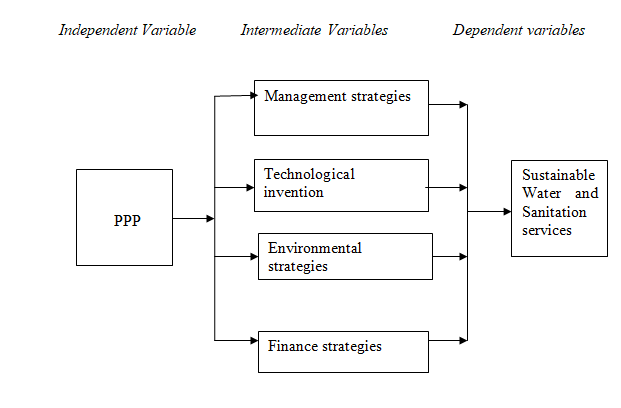 Independent Variable
Intermediate Variables
Dependent variables
Management strategies
Technological
invention
PPP
Environmental
strategies
Finance strategies
Sustainable
Water and
Sanitation
services